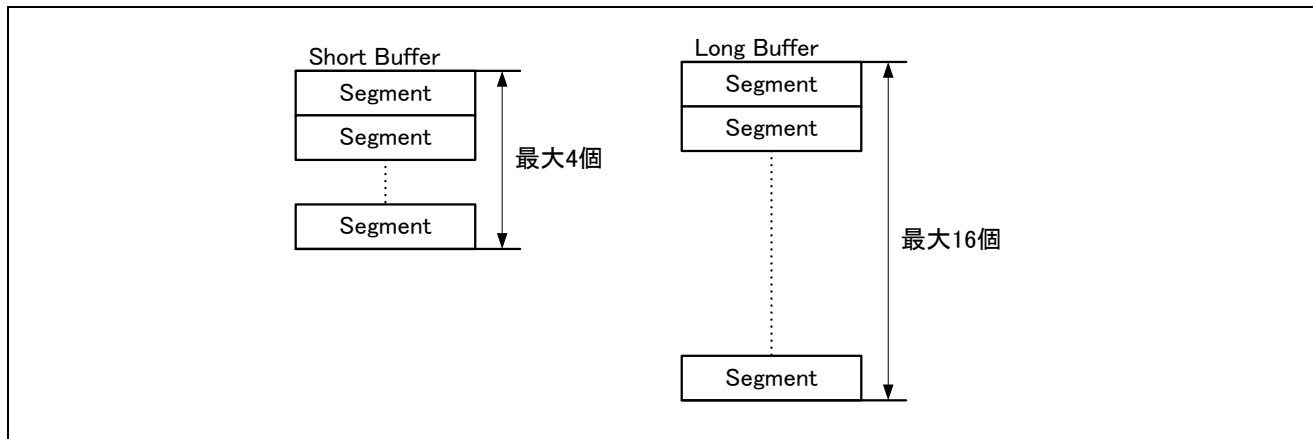 Short Buffer
Segment
Segment
Segment
最大4個
Long Buffer
Segment
Segment
Segment
最大16個